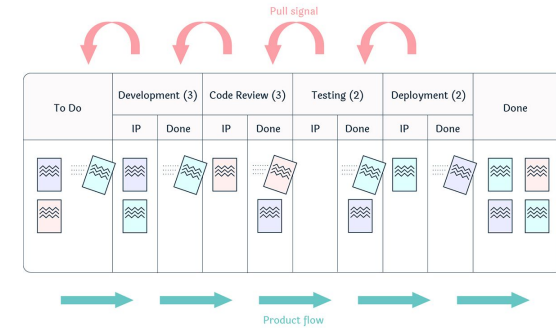 Pull signal
To Do
Development (3)
Code Review (3)
Testing (2)
Deployment (2)
Done
IP
Done
IP
Done
IP
Done
IP
Done
Product flow